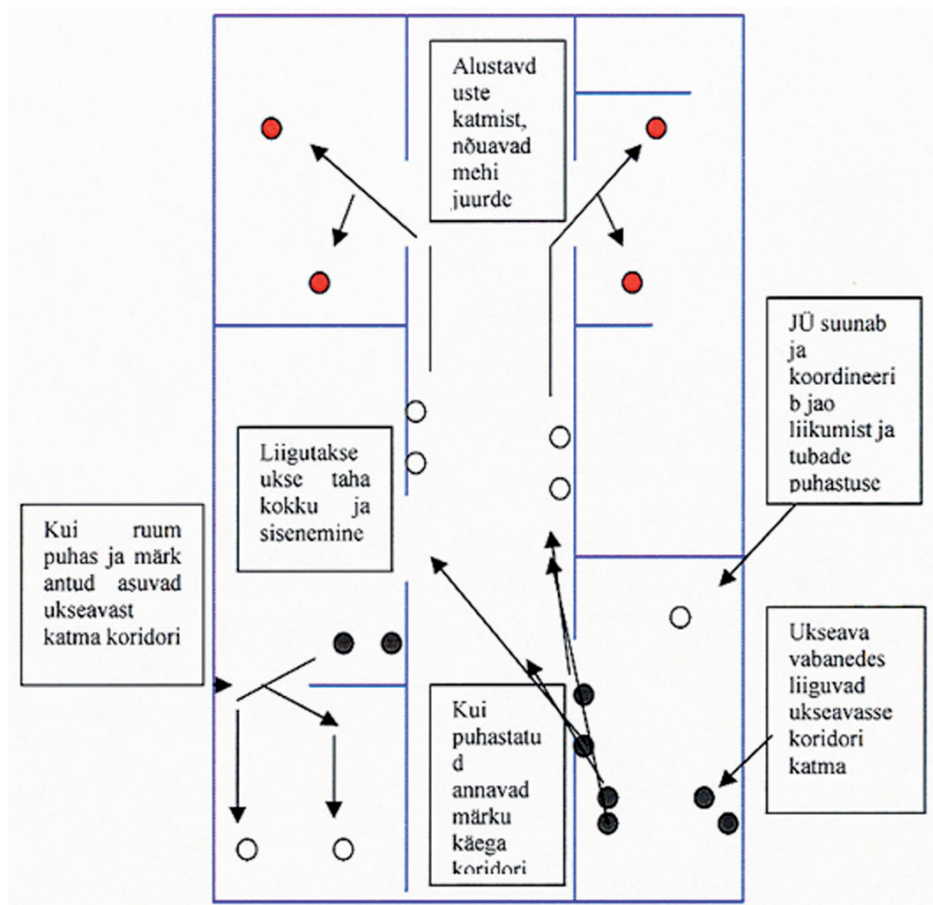 Alustavd
uste
katmist,
nõuavad
mehi
juurde
JÜ suunab
ja
koordineeri
b jao
liikumist ja
tubade
puhastuse
Liigutakse
ukse taha
kokku ja
sisenemine
Kui ruum
puhas ja märk
antud asuvad
ukseavast
katma koridori
Ukseava
vabanedes
liiguvad
ukseavasse
koridori
katma
Kui
puhastatu
d
annavad
märku
käega
koridori